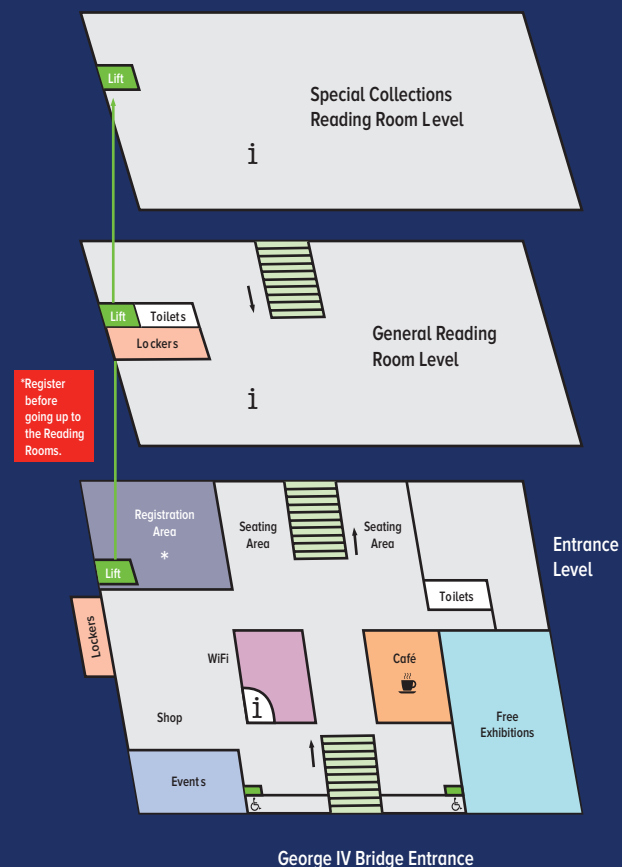 Lift
Special Collections
Reading Room Level
i
Lift
Toilets
Lockers
General Reading
Room Level
i
*Register
before
going up to
the Reading
Rooms.
Registration
Area
*
Seating
Area
Seating
Area
Entrance
Level
Lift
Toilets
Lockers
WiFi
Café
i
Shop
Free
Exhibitions
Events
George IV Bridge Entrance